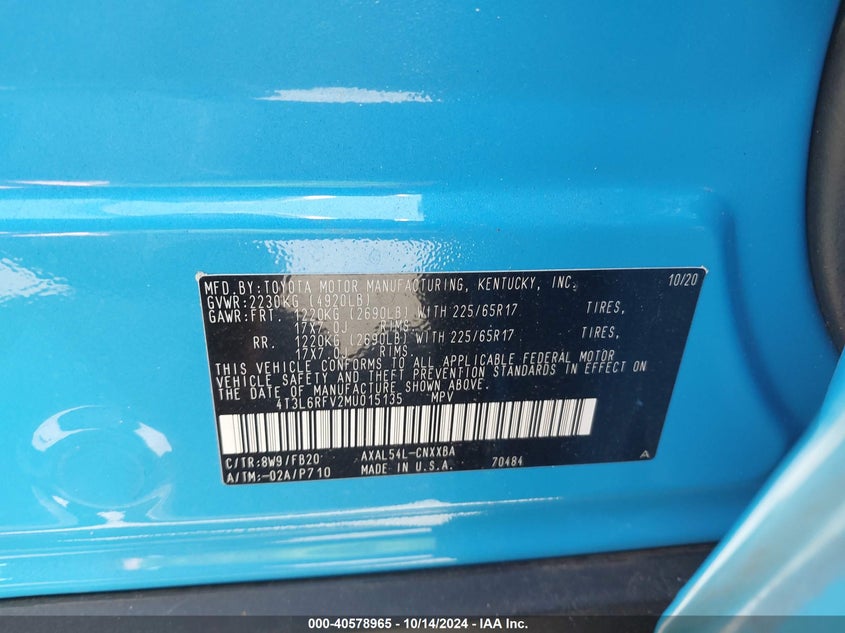 MFD. BY: TOYOTA MOTOR MANUFACTURING, KENTUCKY, INC. 10/20
GVWR: 2230KG (4920LB)
GAWR: FRT. 1220KG (2690LB) WITH 225/65R17 TIRES,
17X7.0J RIMS
RR. 1220KG (2690LB) WITH 225/65R17 TIRES,
17X7.0J RIMS
THIS VEHICLE CONFORMS TO ALL APPLICABLE FEDERAL MOTOR
VEHICLE SAFETY AND THEFT PREVENTION STANDARDS IN EFFECT ON
THE DATE OF MANUFACTURE SHOWN ABOVE.
4T3L6RFV2MU015135 MPV
C/TR: 8W9/FB20 AXAL54L-CNXXBA A
A/TM: -02A/P710 MADE IN U.S.A. 70484
000-40578965 - 10/14/2024 - IAA Inc.